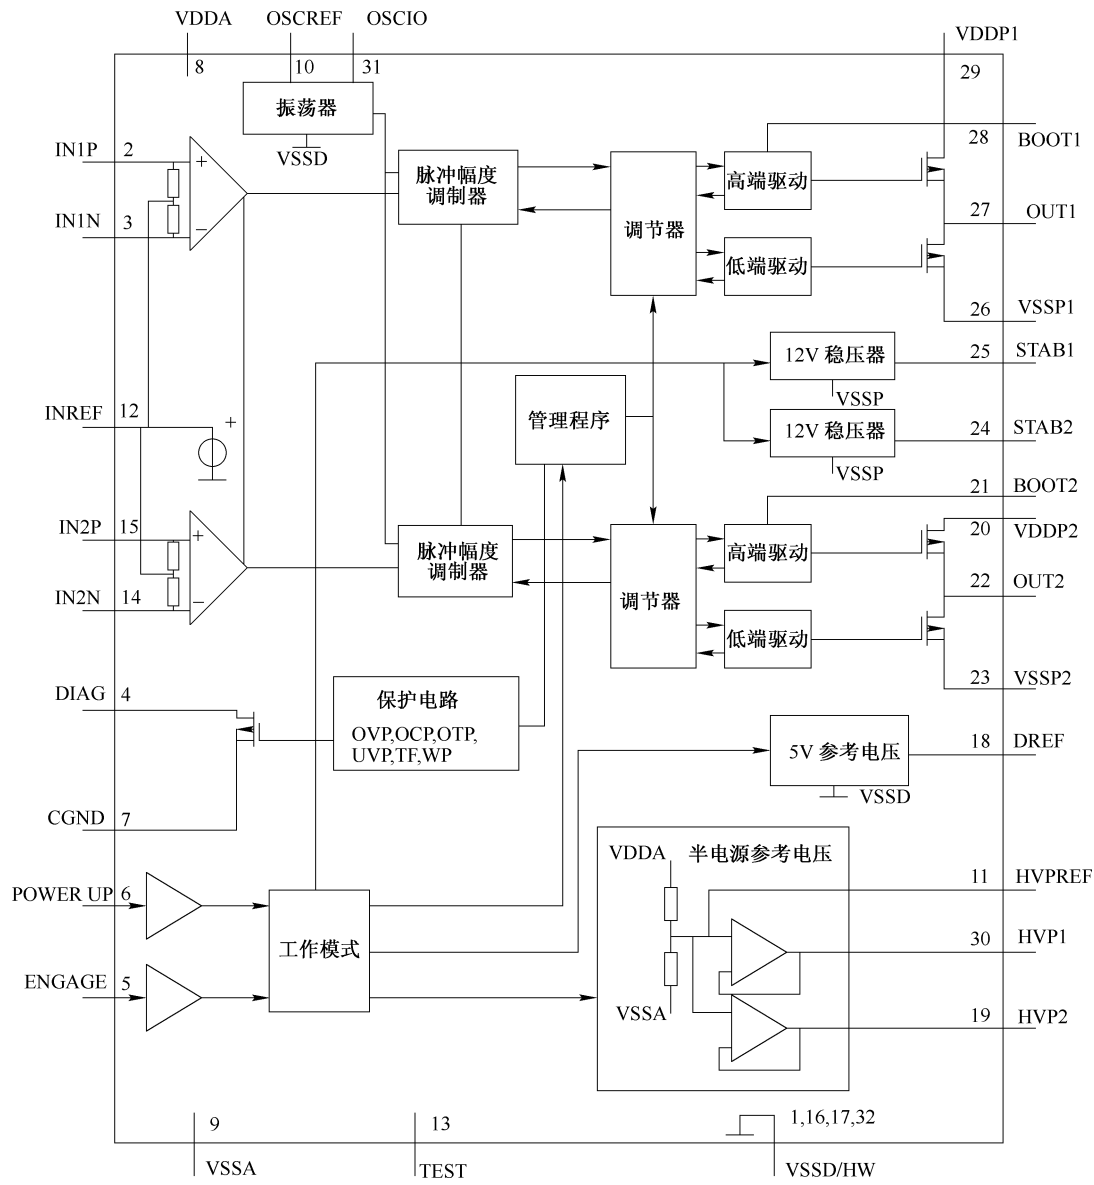 VDDA OSCREF OSCIO VDDP1
8 10 31 29
振荡器
VSSD
IN1P 2
+
IN1N 3
−
脉冲幅度
调制器
调节器
高端驱动
低端驱动
28 BOOT1
27 OUT1
26 VSSP1
12V 稳压器
25 STAB1
VSSP
12V 稳压器
24 STAB2
VSSP
管理程序
INREF 12
+
21 BOOT2
20 VDDP2
IN2P 15
+
IN2N 14
−
脉冲幅度
调制器
调节器
高端驱动
低端驱动
22 OUT2
23 VSSP2
DIAG 4
保护电路
OVP,OCP,OTP,
UVP,TF,WP
5V 参考电压
18 DREF
VSSD
CGND 7
VDDA 半电源参考电压
POWER UP 6
11 HVPREF
工作模式
30 HVP1
ENGAGE 5
VSSA
19 HVP2
9 13 1,16,17,32
VSSA TEST VSSD/HW